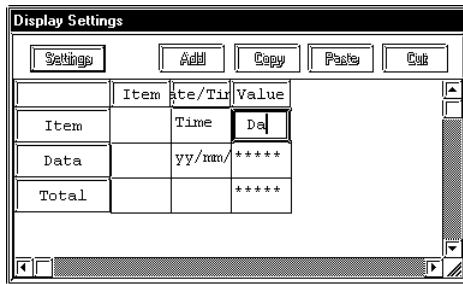 Display Settings
Settings Add Copy Paste Cut
Item ate/Tir Value
Item Time Da
Data yy/mm/ *****
Total *****